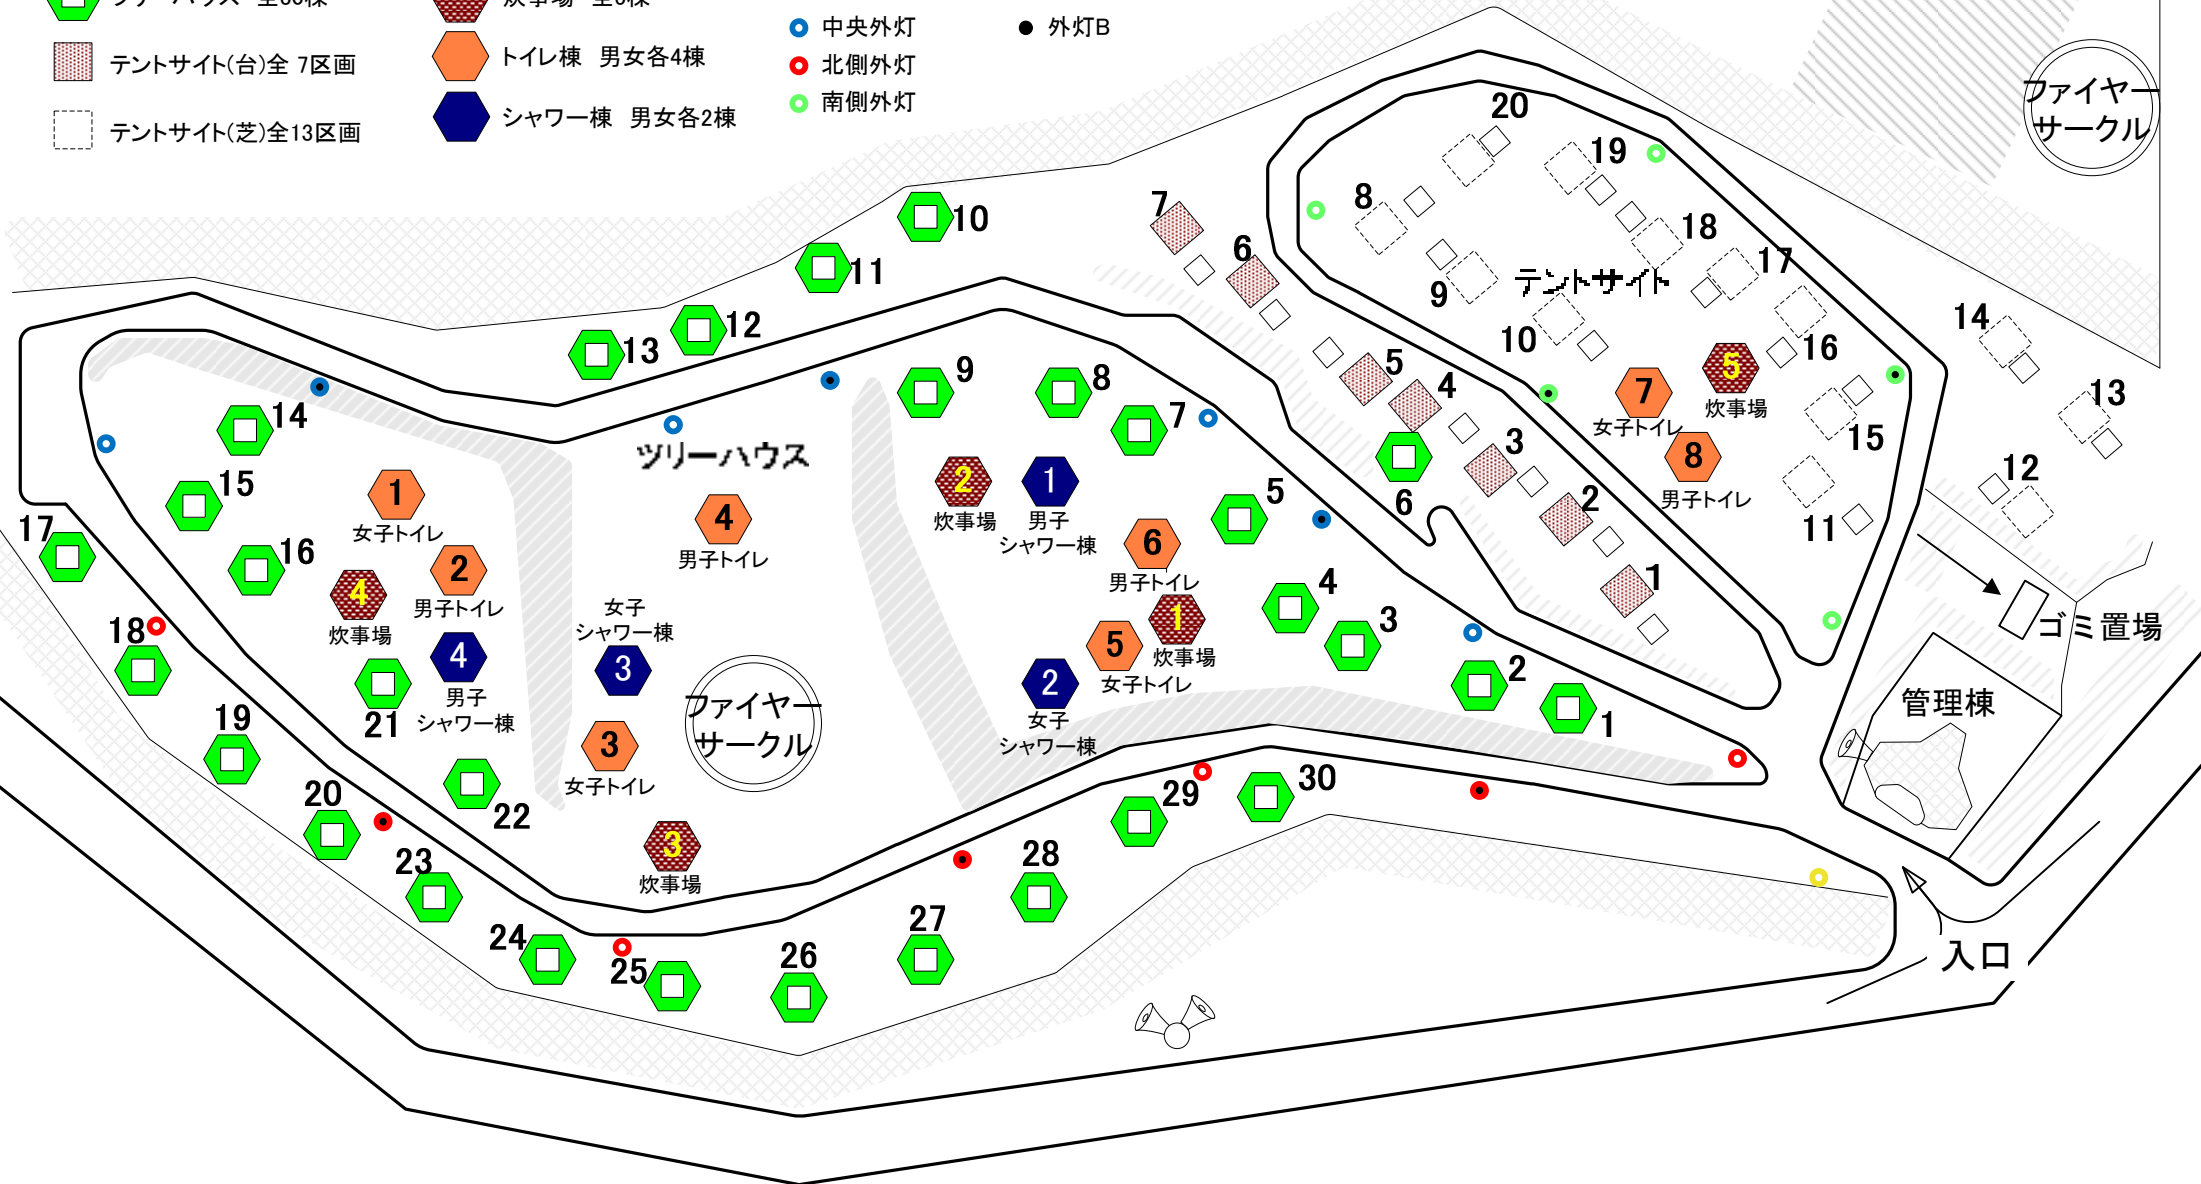 テントサイト(台)全 7区画
テントサイト(芝)全13区画
トイレ棟 男女各4棟
シャワー棟 男女各2棟
中央外灯
北側外灯
南側外灯
外灯B
ファイヤー
サークル
20
19
8
18
17
9
テントサイト
10
16
14
13
12
15
11
7
6
5
4
3
2
1
7
女子トイレ
5
炊事場
8
男子トイレ
10
11
12
13
9
8
7
6
5
4
3
2
1
14
15
16
17
18
19
20
21
22
23
24
25
26
27
28
29
30
ツリーハウス
1
女子トイレ
2
男子トイレ
4
炊事場
4
男子
シャワー棟
4
男子トイレ
女子
シャワー棟
3
3
女子トイレ
3
炊事場
ファイヤー
サークル
2
炊事場
1
男子
シャワー棟
6
男子トイレ
1
炊事場
5
女子トイレ
2
女子
シャワー棟
ゴミ置場
管理棟
入口